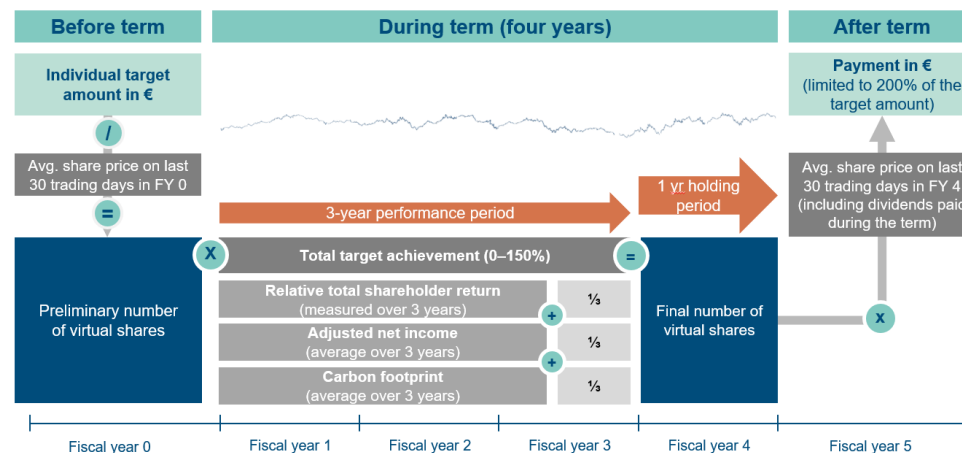 Before term
During term (four years)
After term
Individual target
amount in €
Payment in €
(limited to 200% of the
target amount)
/
Avg. share price on last
30 trading days in FY 0
=
3-year performance period
1 yr holding
period
Avg. share price on last
30 trading days in FY 4
(including dividends paid
during the term)
Preliminary number
of virtual shares
X
Total target achievement (0–150%)
=
Relative total shareholder return
(measured over 3 years)
⅓
+
Adjusted net income
(average over 3 years)
⅓
+
Carbon footprint
(average over 3 years)
⅓
Final number of
virtual shares
x
Fiscal year 0
Fiscal year 1
Fiscal year 2
Fiscal year 3
Fiscal year 4
Fiscal year 5